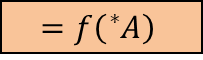 = f(*A)